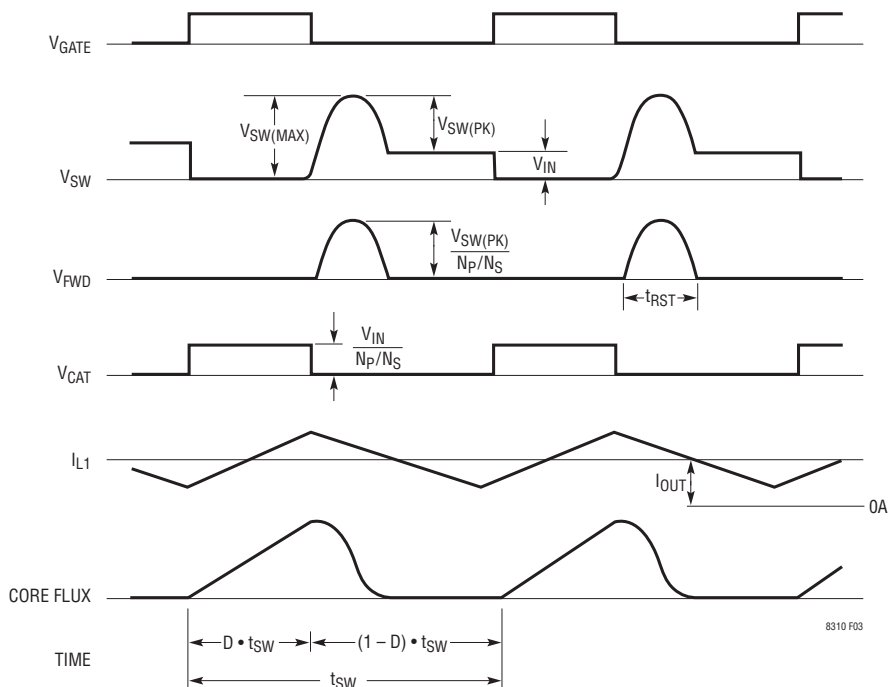 VGATE
VSW
VSW(MAX)
VSW(PK)
VIN
VFWD
VSW(PK)
NP/NS
tRST
VCAT
VIN
NP/NS
IL1
IOUT
0A
CORE FLUX
8310 F03
TIME
D • tSW
(1 – D) • tSW
tSW